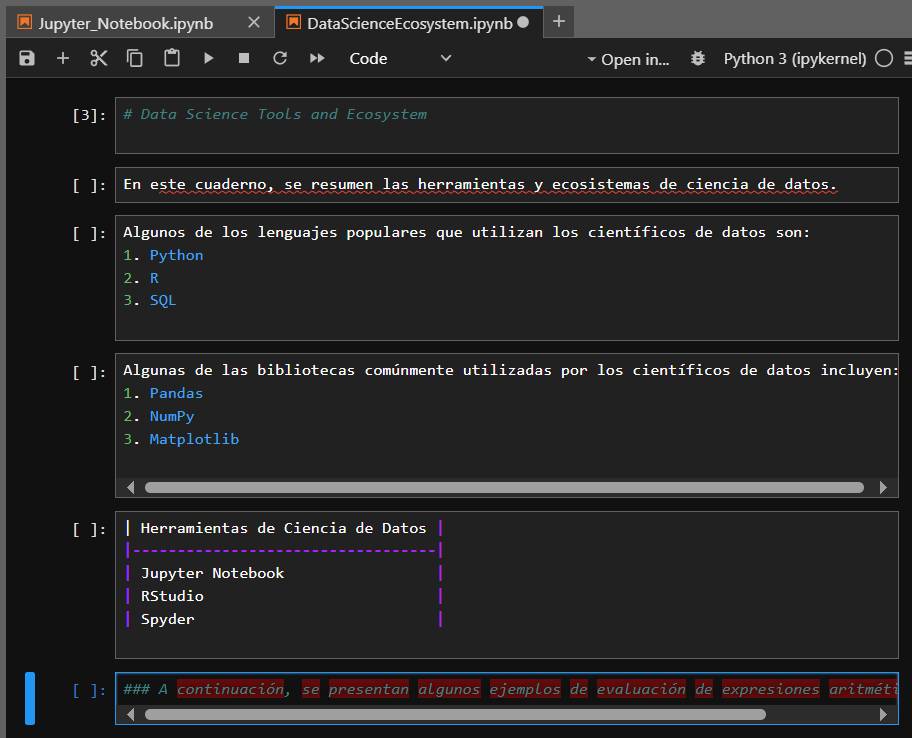 Jupyter_Notebook.ipynb
DataScienceEcosystem.ipynb
Code
Open in...
Python 3 (ipykernel)
[3]:
# Data Science Tools and Ecosystem
[ ]:
En este cuaderno, se resumen las herramientas y ecosistemas de ciencia de datos.
[ ]:
Algunos de los lenguajes populares que utilizan los científicos de datos son:
1. Python
2. R
3. SQL
[ ]:
Algunas de las bibliotecas comúnmente utilizadas por los científicos de datos incluyen:
1. Pandas
2. NumPy
3. Matplotlib
[ ]:
| Herramientas de Ciencia de Datos |
|----------------------------------|
| Jupyter Notebook |
| RStudio |
| Spyder |
[ ]:
### A continuación, se presentan algunos ejemplos de evaluación de expresiones aritméti